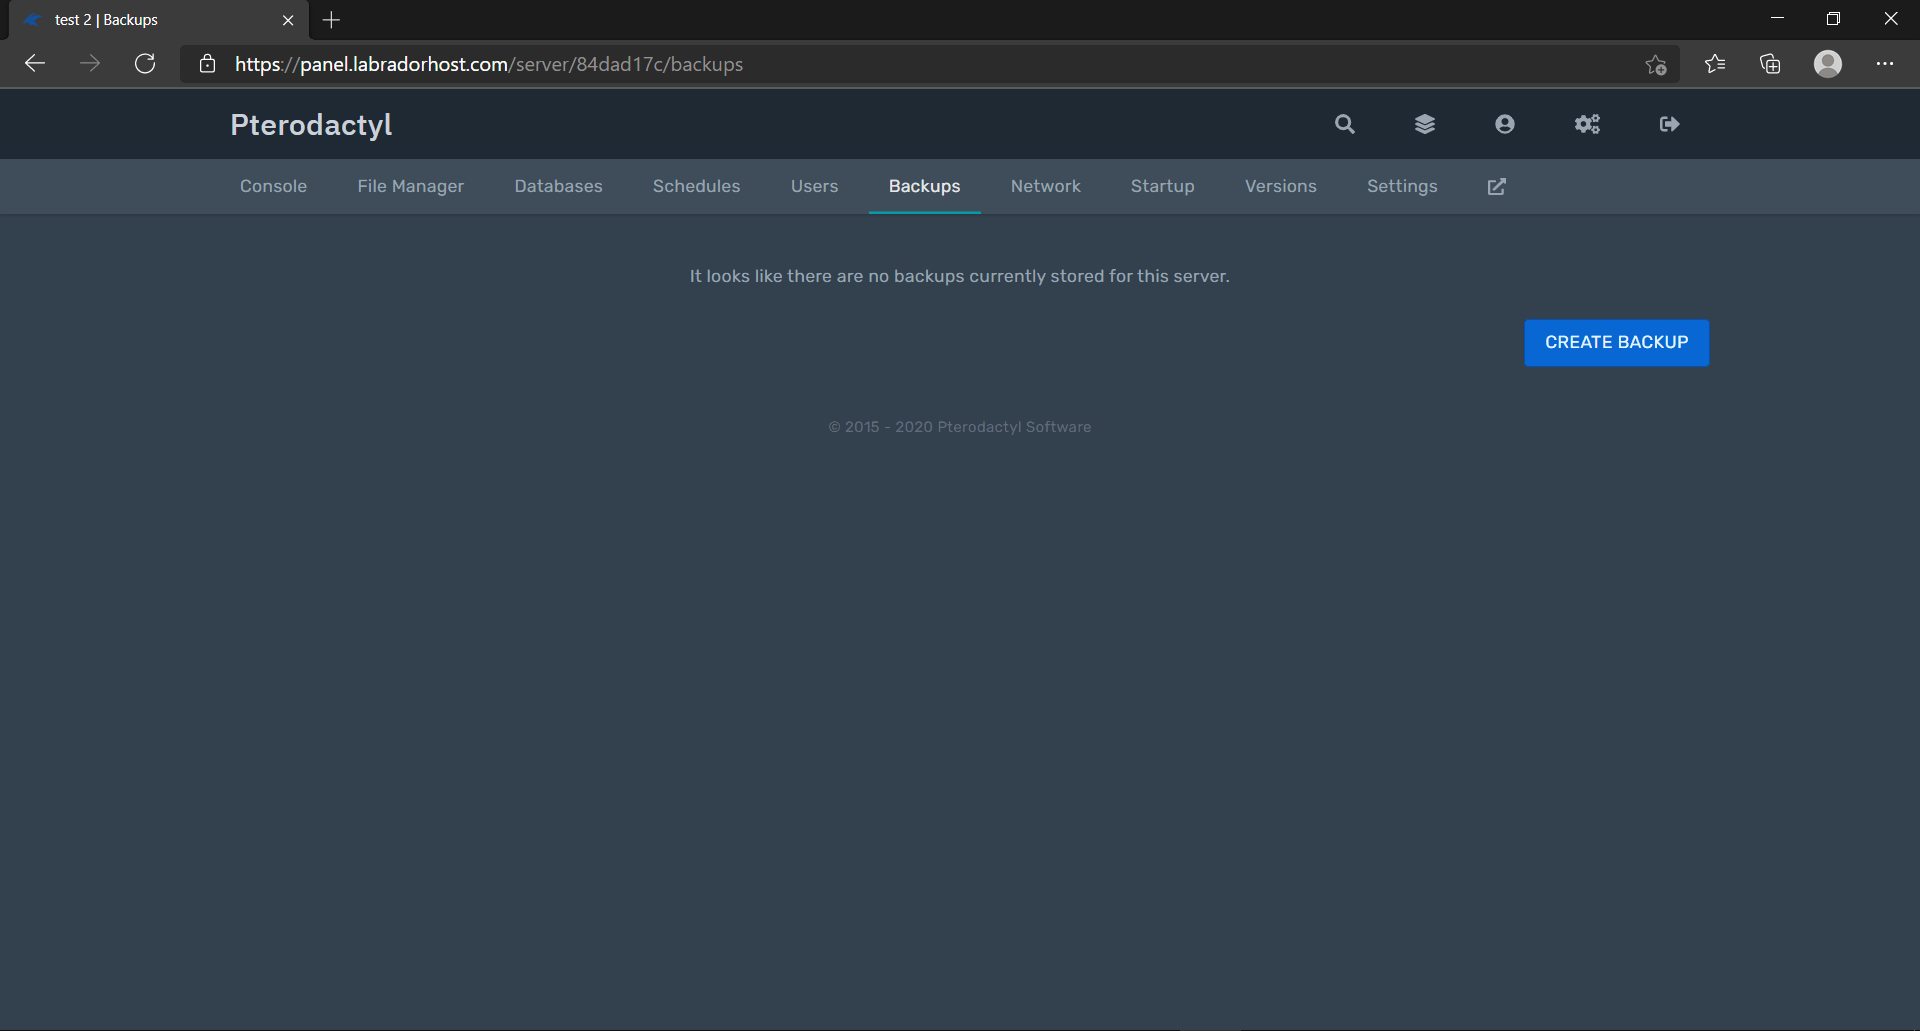 test 2 | Backups
https://panel.labradorhost.com/server/84dad17c/backups
Pterodactyl
Console File Manager Databases Schedules Users Backups Network Startup Versions Settings
It looks like there are no backups currently stored for this server.
CREATE BACKUP
© 2015 - 2020 Pterodactyl Software